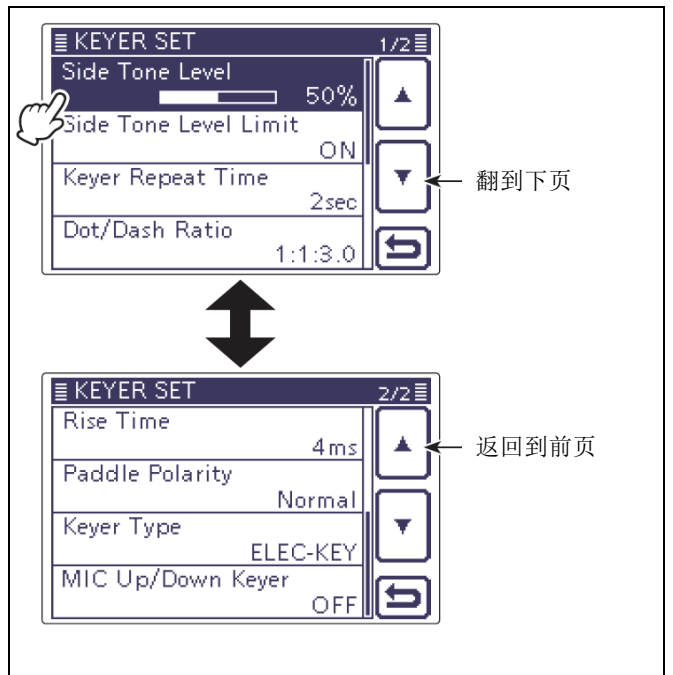 KEYER SET 1/2
Side Tone Level
50%
Side Tone Level Limit
ON
Keyer Repeat Time
2sec
翻到下页
Dot/Dash Ratio
1:1:3.0
KEYER SET 2/2
Rise Time
4ms
返回到前页
Paddle Polarity
Normal
Keyer Type
ELEC-KEY
MIC Up/Down Keyer
OFF